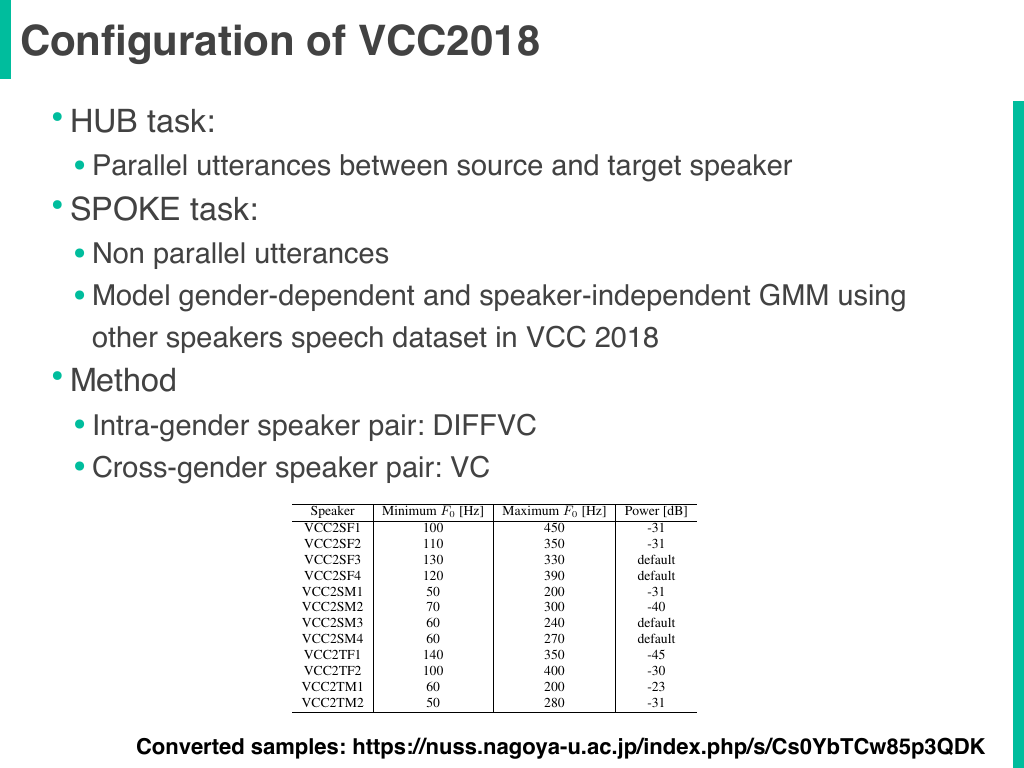 Configuration of VCC2018
• HUB task:
• Parallel utterances between source and target speaker
• SPOKE task:
• Non parallel utterances
• Model gender-dependent and speaker-independent GMM using
other speakers speech dataset in VCC 2018
• Method
• Intra-gender speaker pair: DIFFVC
• Cross-gender speaker pair: VC
Speaker Minimum F0 [Hz] Maximum F0 [Hz] Power [dB]
VCC2SF1 100 450 -31
VCC2SF2 110 350 -31
VCC2SF3 130 330 default
VCC2SF4 120 390 default
VCC2SM1 50 200 -31
VCC2SM2 70 300 -40
VCC2SM3 60 240 default
VCC2SM4 60 270 default
VCC2TF1 140 350 -45
VCC2TF2 100 400 -30
VCC2TM1 60 200 -23
VCC2TM2 50 280 -31
Converted samples: https://nuss.nagoya-u.ac.jp/index.php/s/Cs0YbTCw85p3QDK